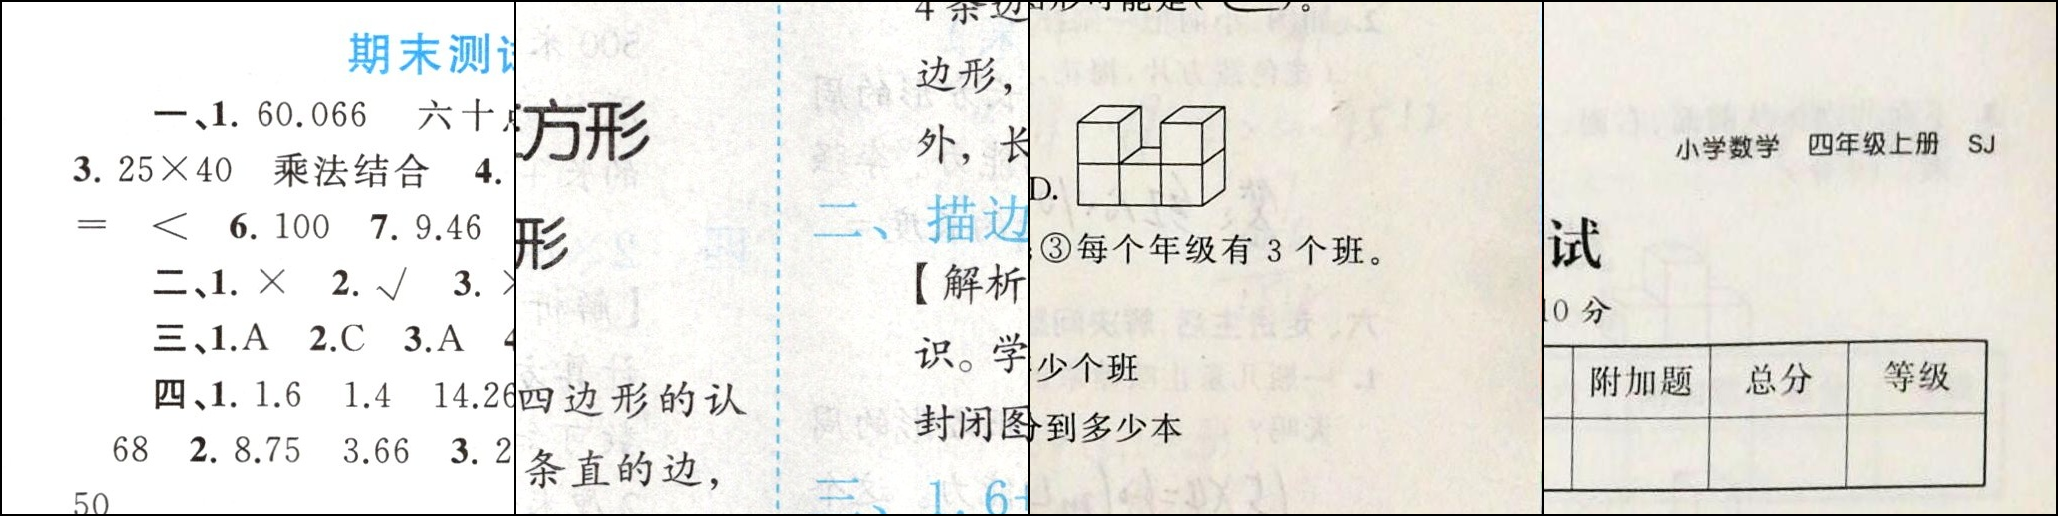 期末测试
一、1. 60.066 六十点
3. 25×40 乘法结合 4.
= < 6. 100 7. 9.46
二、1. × 2. √ 3. ×
三、1.A 2.C 3.A 4
四、1. 1.6 1.4 14.26
68 2. 8.75 3.66 3. 2
50
方形
形
四边形的认
条直的边，
4条边
边形，
外，长
二、描边
【解析
识。学
封闭图
三、1. 6+
形可能是( )。
D.
③每个年级有 3 个班。
少个班
分到多少本
小学数学 四年级上册 SJ
试
10 分
附加题 总分 等级